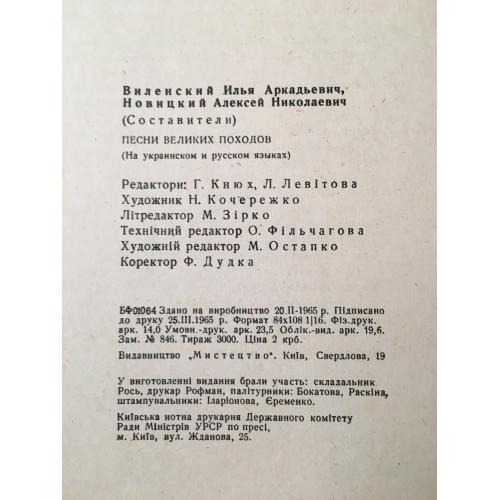 Виленский Илья Аркадьевич,
Новицкий Алексей Николаевич
(Составители)
ПЕСНИ ВЕЛИКИХ ПОХОДОВ
(На украинском и русском языках)
Редактори: Г. Кнюх, Л. Левітова
Художник Н. Кочережко
Літредактор М. Зірко
Технічний редактор О. Фільчагова
Художній редактор М. Остапко
Коректор Ф. Дудка
БФ01064 Здано на виробництво 20.II-1965 р. Підписано
до друку 25.III.1965 р. Формат 84х108 1|16. Фіз.друк.
арк. 14,0 Умовн.-друк. арк. 23,5 Облік.-вид. арк. 19,6.
Зам. № 846. Тираж 3000. Ціна 2 крб.
Видавництво „Мистецтво". Київ, Свердлова, 19
У виготовленні видання брали участь: складальник
Рось, друкар Рофман, палітурники: Бокатова, Раскіна,
штампувальники: Іларіонова, Єременко.
Київська нотна друкарня Державного комітету
Ради Міністрів УРСР по пресі,
м. Київ, вул. Жданова, 25.